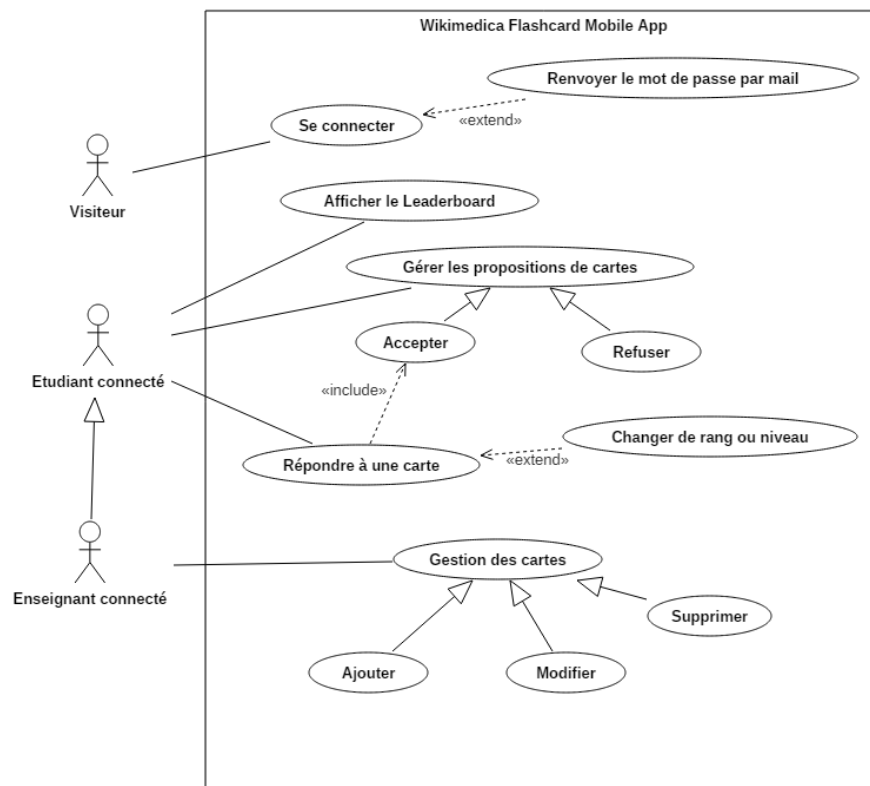 Wikimedica Flashcard Mobile App
Renvoyer le mot de passe par mail
«extend»
Se connecter
Visiteur
Afficher le Leaderboard
Gérer les propositions de cartes
Accepter
Refuser
Etudiant connecté
«include»
Changer de rang ou niveau
«extend»
Répondre à une carte
Gestion des cartes
Enseignant connecté
Supprimer
Ajouter
Modifier